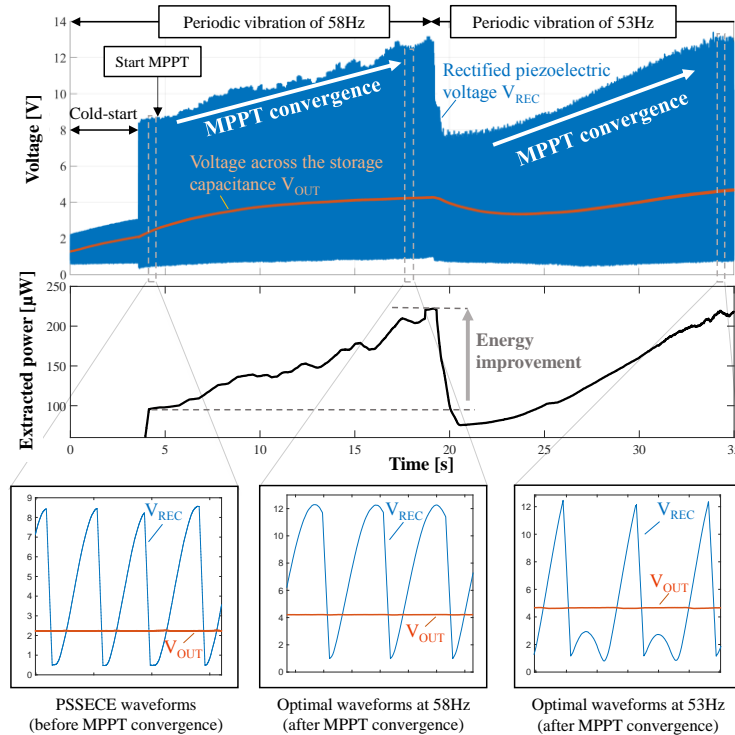 Periodic vibration of 58Hz
Periodic vibration of 53Hz
14
12
10
8
6
4
2
0
Voltage [V]
Start MPPT
Cold-start
MPPT convergence
Rectified piezoelectric
voltage VREC
MPPT convergence
Voltage across the storage
capacitance VOUT
Extracted power [µW]
250
200
150
100
Energy
improvement
0
5
10
15
20
25
30
Time [s]
9
8
7
6
5
4
3
2
1
0
VREC
VOUT
12
10
8
6
4
2
0
VREC
VOUT
12
10
8
6
4
2
0
VREC
VOUT
PSSECE waveforms
(before MPPT convergence)
Optimal waveforms at 58Hz
(after MPPT convergence)
Optimal waveforms at 53Hz
(after MPPT convergence)